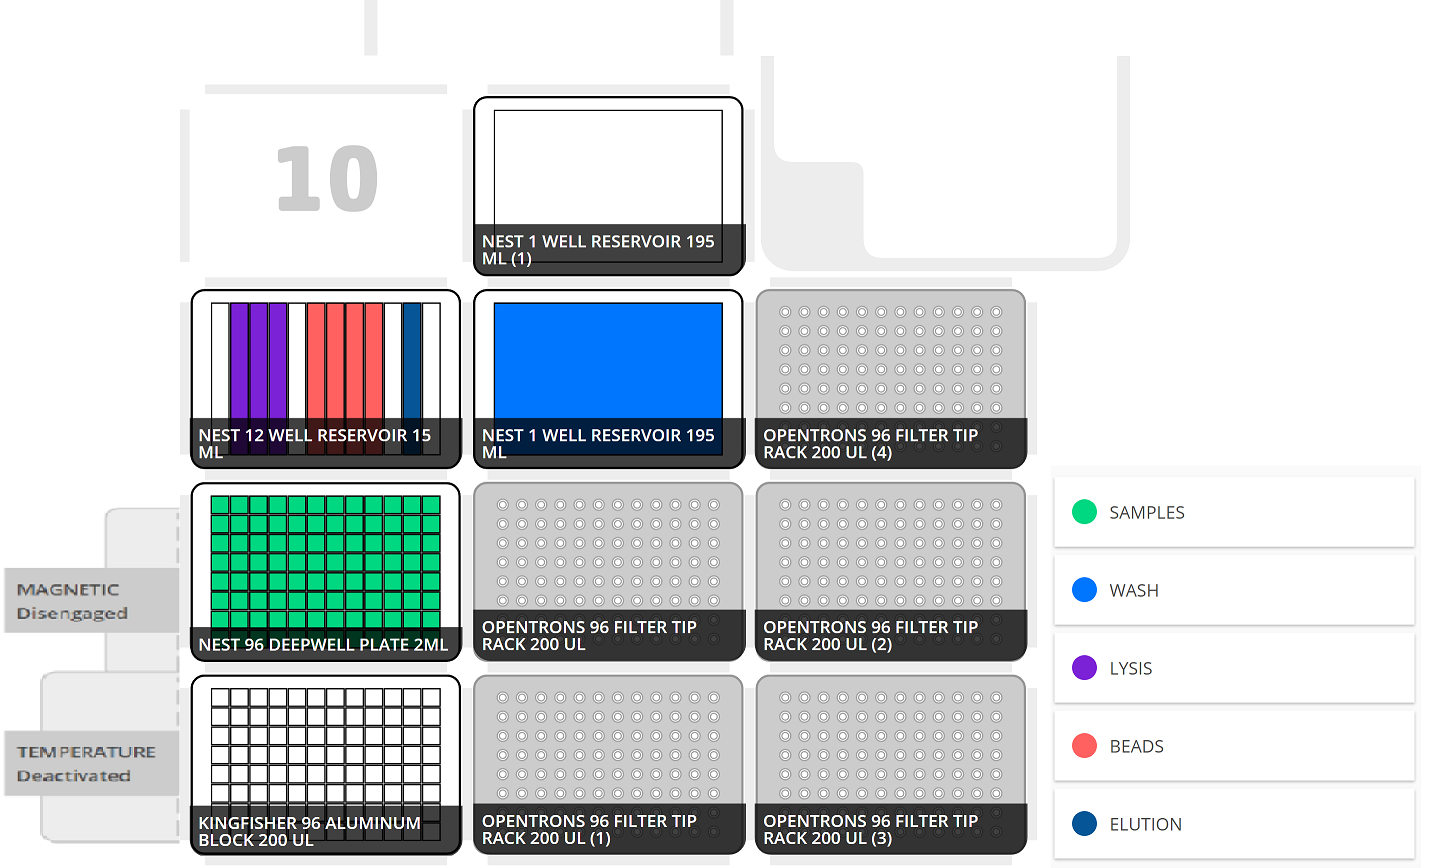 10
NEST 1 WELL RESERVOIR 195
ML (1)
NEST 12 WELL RESERVOIR 15
ML
NEST 1 WELL RESERVOIR 195
ML
OPENTRONS 96 FILTER TIP
RACK 200 UL (4)
MAGNETIC
Disengaged
NEST 96 DEEPWELL PLATE 2ML
OPENTRONS 96 FILTER TIP
RACK 200 UL
OPENTRONS 96 FILTER TIP
RACK 200 UL (2)
TEMPERATURE
Deactivated
KINGFISHER 96 ALUMINUM
BLOCK 200 UL
OPENTRONS 96 FILTER TIP
RACK 200 UL (1)
OPENTRONS 96 FILTER TIP
RACK 200 UL (3)
SAMPLES
WASH
LYSIS
BEADS
ELUTION